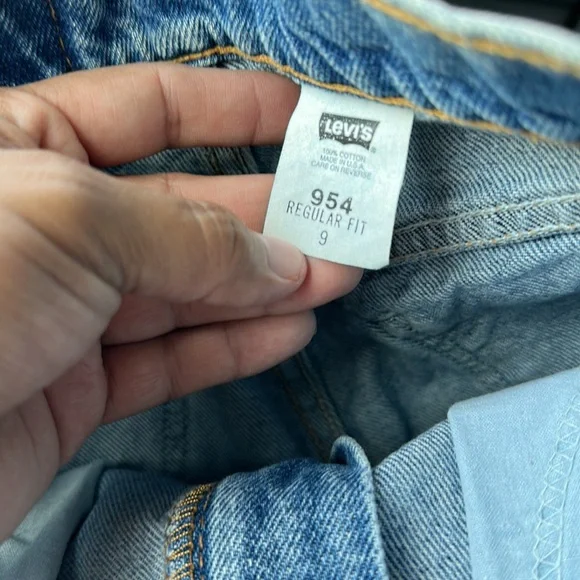 LEVI'S
100% COTTON
MADE IN U.S.A.
CARE ON REVERSE
954
REGULAR FIT
9